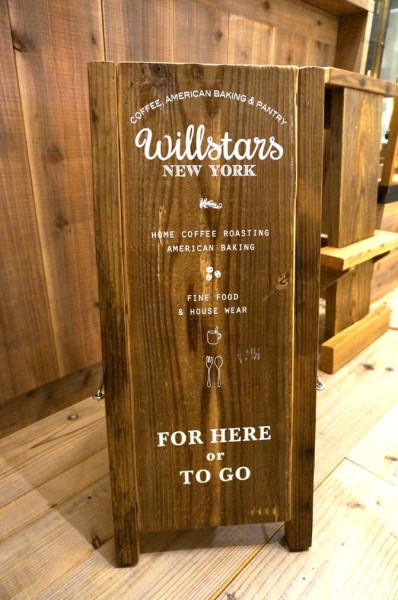 COFFEE, AMERICAN BAKING & PANTRY
Willstars
NEW YORK
HOME COFFEE ROASTING
AMERICAN BAKING
FINE FOOD
& HOUSE WEAR
FOR HERE
or
TO GO